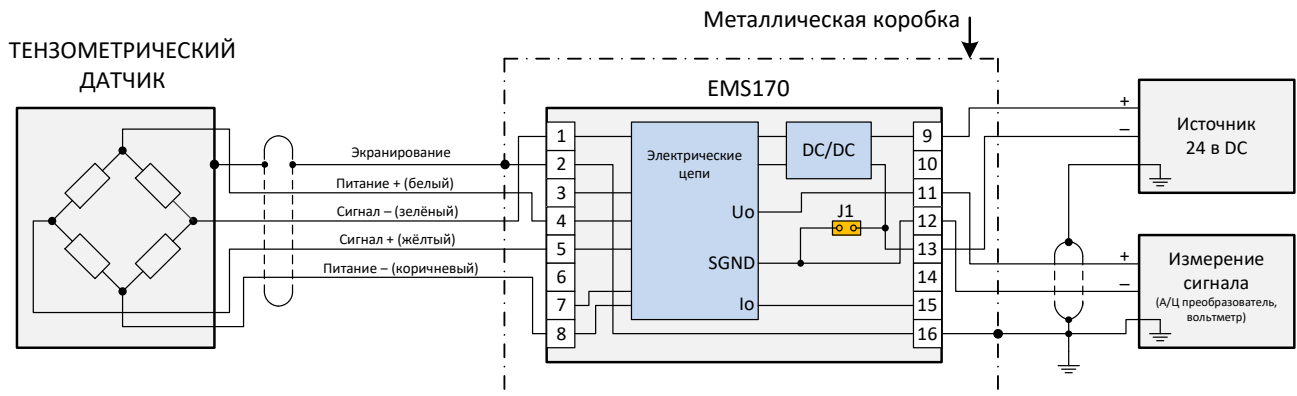 Металлическая коробка
ТЕНЗОМЕТРИЧЕСКИЙ
ДАТЧИК
EMS170
Экранирование
Питание + (белый)
Сигнал – (зелёный)
Сигнал + (жёлтый)
Питание – (коричневый)
1
2
3
4
5
6
7
8
Электрические
цепи
DC/DC
Uo
J1
SGND
Io
9
10
11
12
13
14
15
16
+
–
Источник
24 в DC
+
–
Измерение
сигнала
(А/Ц преобразователь,
вольтметр)